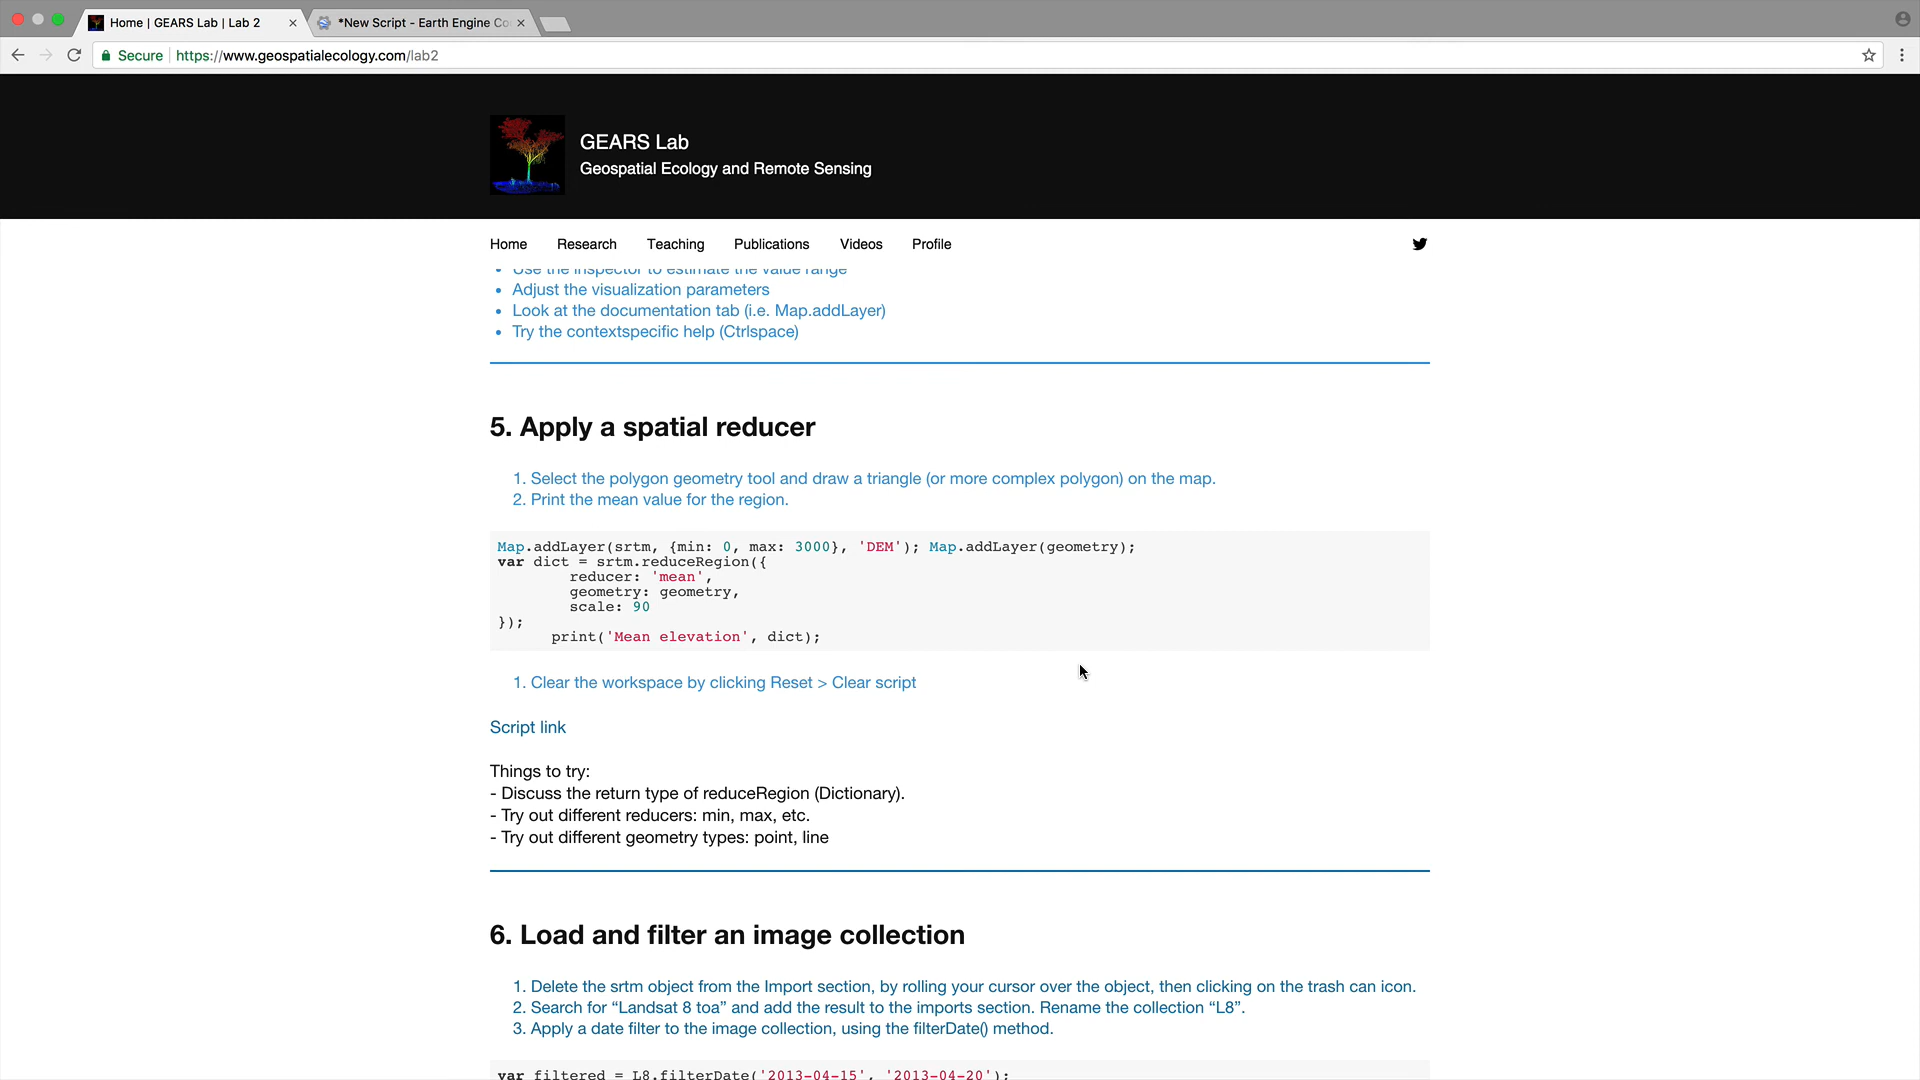 Home | GEARS Lab | Lab 2
*New Script - Earth Engine Co
Secure
https://www.geospatialecology.com/lab2
GEARS Lab
Geospatial Ecology and Remote Sensing
Home Research Teaching Publications Videos Profile
• Use the inspector to estimate the value range
• Adjust the visualization parameters
• Look at the documentation tab (i.e. Map.addLayer)
• Try the contextspecific help (Ctrlspace)
5. Apply a spatial reducer
1. Select the polygon geometry tool and draw a triangle (or more complex polygon) on the map.
2. Print the mean value for the region.
Map.addLayer(srtm, {min: 0, max: 3000}, 'DEM'); Map.addLayer(geometry);
var dict = srtm.reduceRegion({
reducer: 'mean',
geometry: geometry,
scale: 90
});
print('Mean elevation', dict);
1. Clear the workspace by clicking Reset > Clear script
Script link
Things to try:
- Discuss the return type of reduceRegion (Dictionary).
- Try out different reducers: min, max, etc.
- Try out different geometry types: point, line
6. Load and filter an image collection
1. Delete the srtm object from the Import section, by rolling your cursor over the object, then clicking on the trash can icon.
2. Search for “Landsat 8 toa” and add the result to the imports section. Rename the collection “L8”.
3. Apply a date filter to the image collection, using the filterDate() method.
var filtered = L8.filterDate('2013-04-15', '2013-04-20');